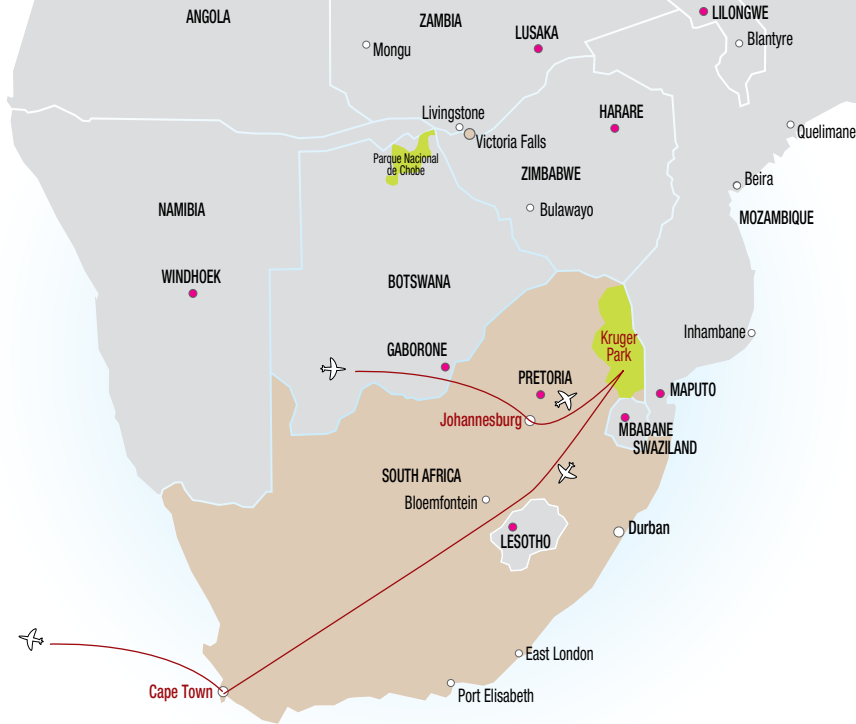 LILONGWE
ANGOLA
ZAMBIA
LUSAKA
Blantyre
Mongu
Livingstone
HARARE
Quelimane
Victoria Falls
Parque Nacional
de Chobe
ZIMBABWE
Beira
NAMIBIA
Bulawayo
MOZAMBIQUE
WINDHOEK
BOTSWANA
Inhambane
Kruger
Park
GABORONE
PRETORIA
MAPUTO
Johannesburg
MBABANE
SWAZILAND
SOUTH AFRICA
Bloemfontein
Durban
LESOTHO
East London
Cape Town
Port Elisabeth